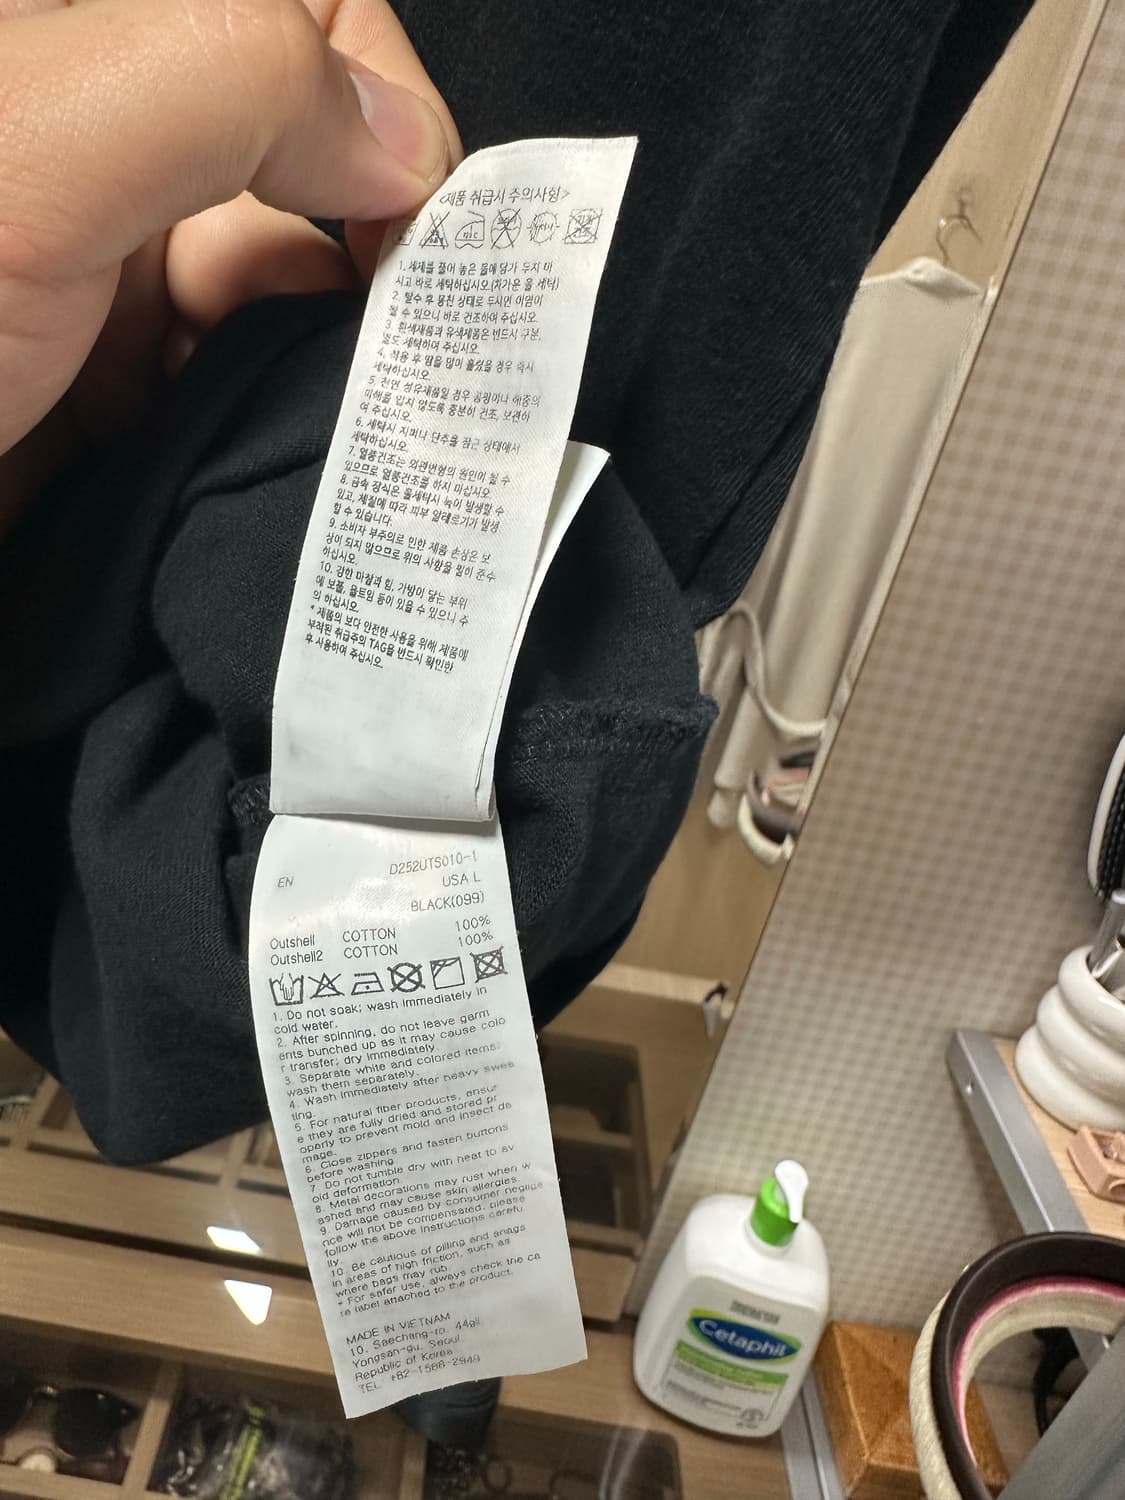 <제품 취급시 주의사항>
1. 세제를 풀어 놓은 물에 담가 두지 마
시고 바로 세탁하십시오.(차가운 물 세탁)
2. 탈수 후 뭉친 상태로 두시면 이염이
될 수 있으니 바로 건조하여 주십시오.
3. 흰색제품과 유색제품은 반드시 구분,
별도 세탁하여 주십시오.
4. 착용 후 땀을 많이 흘렸을 경우 즉시
세탁하십시오.
5. 천연 섬유제품일 경우 곰팡이나 해충의
피해를 입지 않도록 충분히 건조, 보관하
여 주십시오.
6. 세탁시 지퍼나 단추를 잠근 상태에서
세탁하십시오.
7. 열풍건조는 외관변형의 원인이 될 수
있으므로 열풍건조를 하지 마십시오.
8. 금속 장식은 물세탁시 녹이 발생할 수
있고, 체질에 따라 피부 알레르기가 발생
할 수 있습니다.
9. 소비자 부주의로 인한 제품 손상은 보
상이 되지 않으므로 위의 사항을 필히 준수
하십시오.
10. 강한 마찰과 힘, 가방이 닿는 부위
에 보풀, 올트임 등이 있을 수 있으니 주
의 하십시오.
* 제품의 보다 안전한 사용을 위해 제품에
부착된 취급주의 TAG을 반드시 확인한
후 사용하여 주십시오.
D252UTS010-1
EN USA L
BLACK(099)
Outshell COTTON 100%
Outshell2 COTTON 100%
1. Do not soak; wash immediately in
cold water.
2. After spinning, do not leave garm
ents bunched up as it may cause colo
r transfer; dry immediately.
3. Separate white and colored items;
wash them separately.
4. Wash immediately after heavy swea
ting.
5. For natural fiber products, ensur
e they are fully dried and stored pr
operly to prevent mold and insect da
mage.
6. Close zippers and fasten buttons
before washing.
7. Do not tumble dry with heat to av
oid deformation.
8. Metal decorations may rust when w
ashed and may cause skin allergies.
9. Damage caused by consumer neglige
nce will not be compensated; please
follow the above instructions carefu
lly.
10. Be cautious of pilling and snags
in areas of high friction, such as
where bags may rub.
* For safer use, always check the ca
re label attached to the product.
MADE IN VIETNAM
10, Saechang-ro, 44gil,
Yongsan-gu, Seoul,
Republic of Korea
TEL. +82-1588-2949
Cetaphil